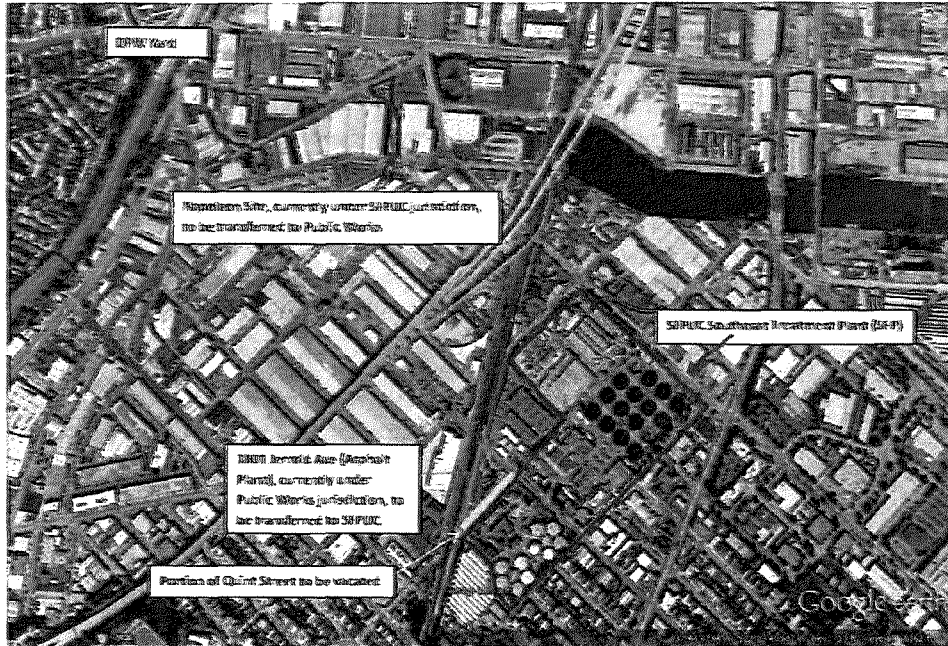 DPW Yard
Napoleon Site, currently under SFPUC jurisdiction,
to be transferred to Public Works
SFPUC Southeast Treatment Plant (SEP)
1801 Jerrold Ave (Asphalt
Plant), currently under
Public Works jurisdiction, to
be transferred to SFPUC
Portion of Quint Street to be vacated
Google earth